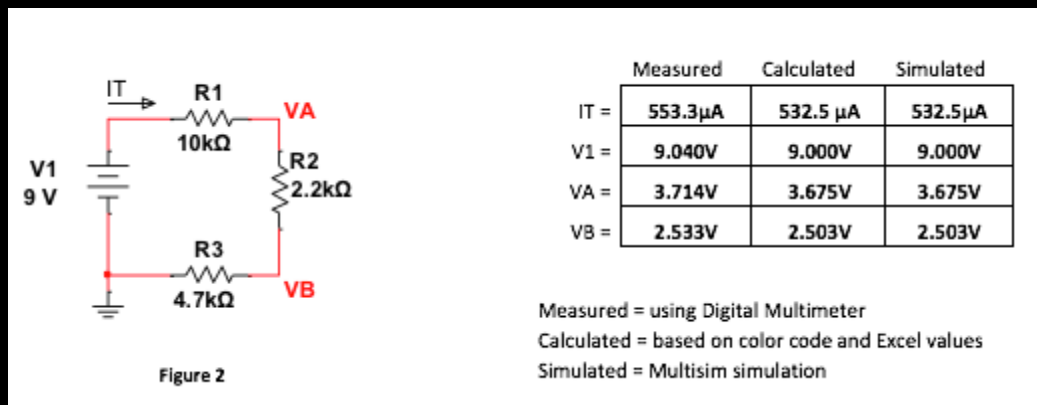 IT
R1
VA
10kΩ
V1
9 V
R2
2.2kΩ
R3
4.7kΩ
VB
Figure 2
Measured Calculated Simulated
IT = 553.3µA 532.5 µA 532.5µA
V1 = 9.040V 9.000V 9.000V
VA = 3.714V 3.675V 3.675V
VB = 2.533V 2.503V 2.503V
Measured = using Digital Multimeter
Calculated = based on color code and Excel values
Simulated = Multisim simulation